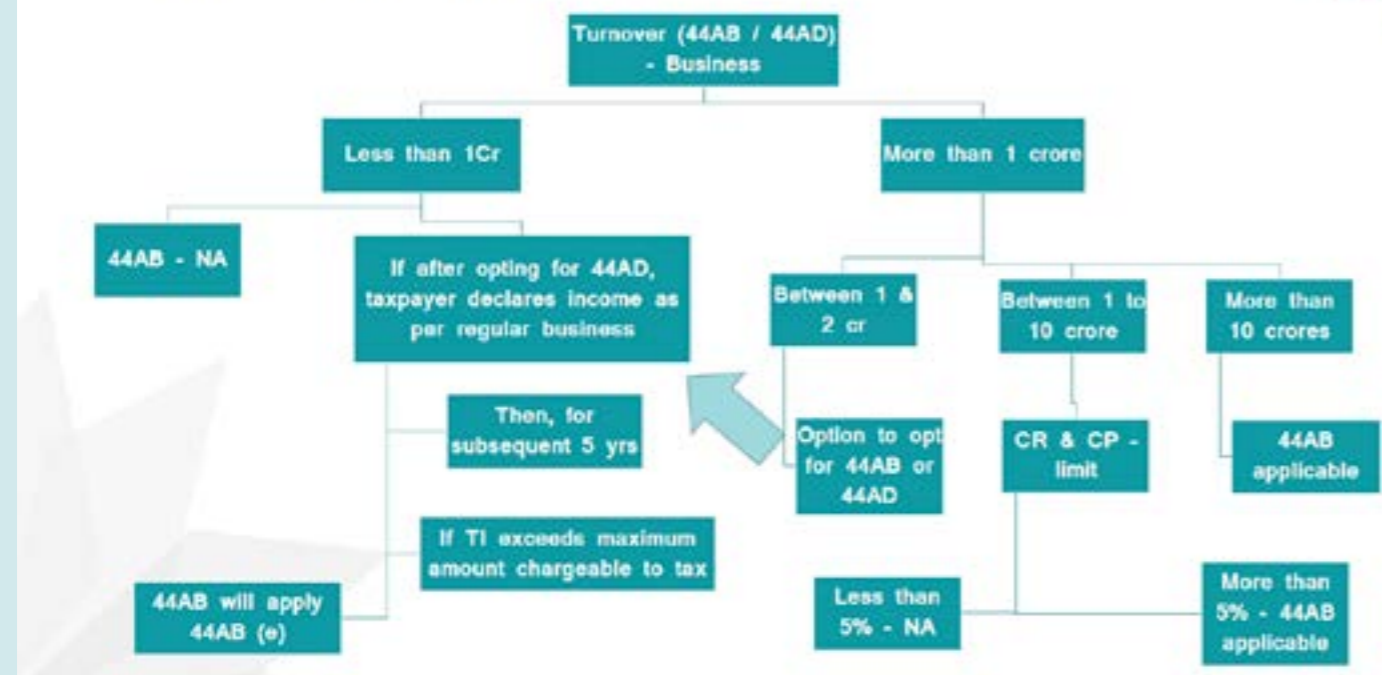 Turnover (44AB / 44AD)
- Business
Less than 1Cr
More than 1 crore
44AB - NA
If after opting for 44AD,
taxpayer declares income as
per regular business
Between 1 &
2 cr
Between 1 to
10 crore
More than
10 crores
Then, for
subsequent 5 yrs
Option to opt
for 44AB or
44AD
CR & CP -
limit
44AB
applicable
If TI exceeds maximum
amount chargeable to tax
44AB will apply
44AB (e)
Less than
5% - NA
More than
5% - 44AB
applicable